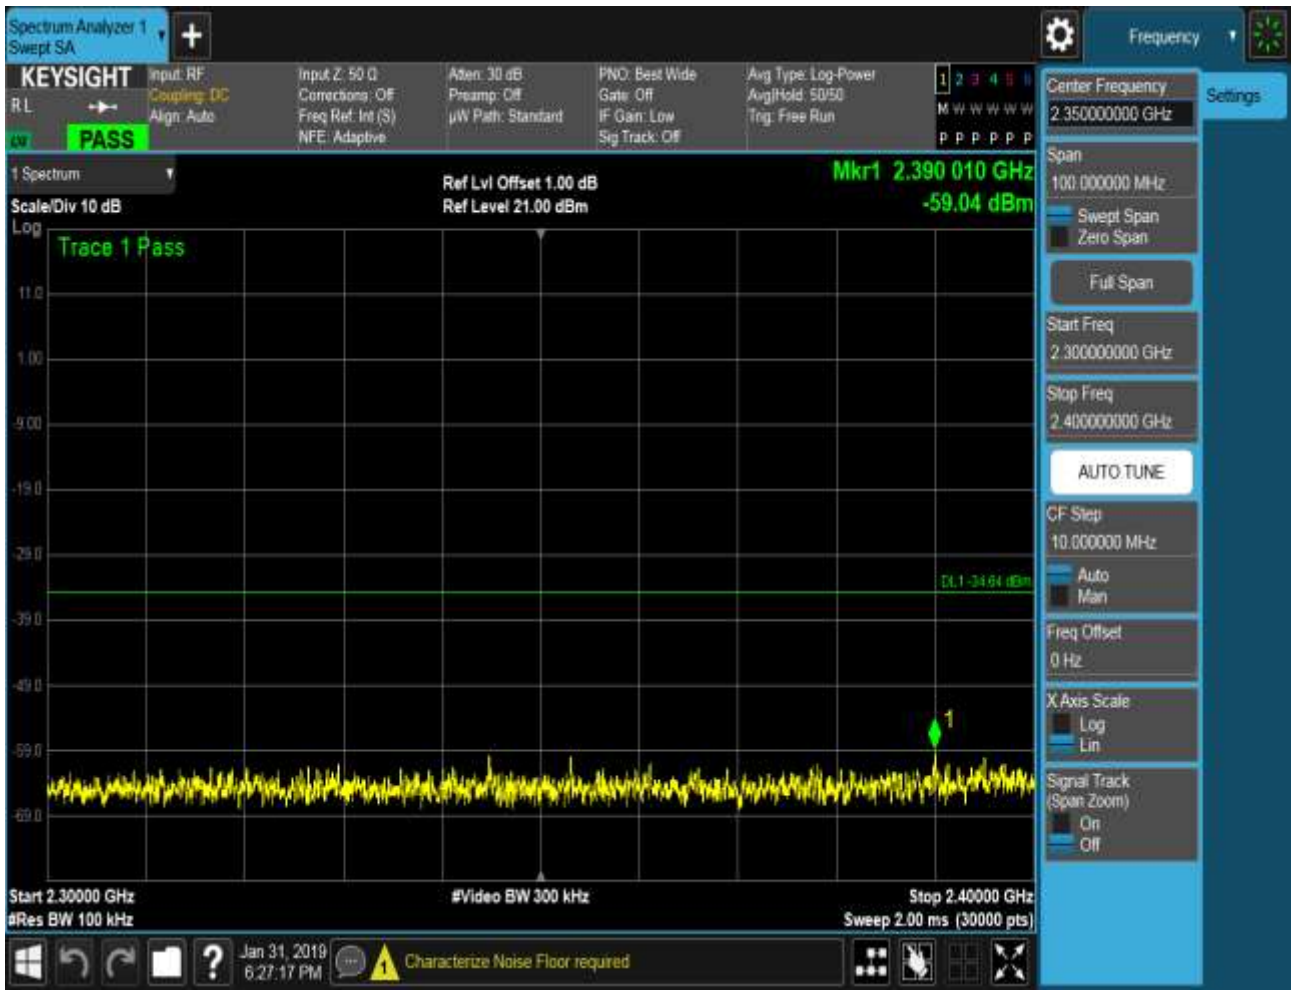 Spectrum Analyzer 1
Swept SA
Frequency
KEYSIGHT
RL
PASS
Input: RF
Coupling: DC
Align: Auto
Input Z: 50 Ω
Corrections: Off
Freq Ref: Int (S)
NFE: Adaptive
Atten: 30 dB
Preamp: Off
µW Path: Standard
PNO: Best Wide
Gate: Off
IF Gain: Low
Sig Track: Off
Avg Type: Log-Power
Avg|Hold: 50/50
Trig: Free Run
1 2 3 4 5 6
M W W W W W
P P P P P P
1 Spectrum
Scale/Div 10 dB
Ref Lvl Offset 1.00 dB
Ref Level 21.00 dBm
Mkr1 2.390 010 GHz
-59.04 dBm
Log
Trace 1 Pass
11.0
1.00
-9.00
-19.0
-29.0
DL1 -34.64 dBm
-39.0
-49.0
1
-59.0
-69.0
Start 2.30000 GHz
#Res BW 100 kHz
#Video BW 300 kHz
Stop 2.40000 GHz
Sweep 2.00 ms (30000 pts)
Center Frequency
2.350000000 GHz
Settings
Span
100.000000 MHz
Swept Span
Zero Span
Full Span
Start Freq
2.300000000 GHz
Stop Freq
2.400000000 GHz
AUTO TUNE
CF Step
10.000000 MHz
Auto
Man
Freq Offset
0 Hz
X Axis Scale
Log
Lin
Signal Track
(Span Zoom)
On
Off
?
Jan 31, 2019
6:27:17 PM
1
Characterize Noise Floor required